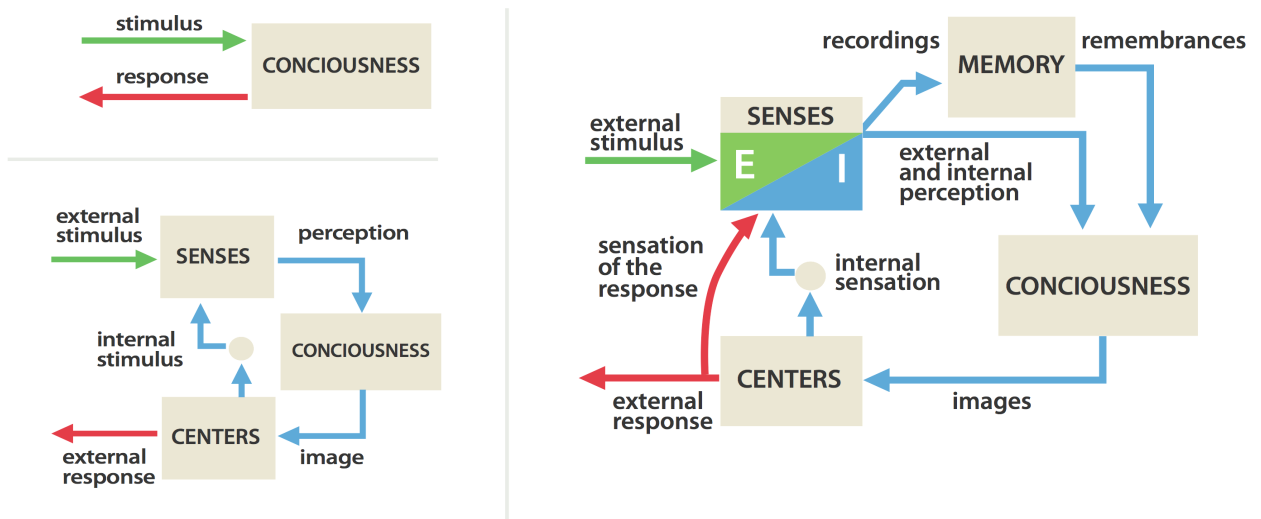 stimulus
CONCIOUSNESS
response
external
stimulus
SENSES
perception
internal
stimulus
CONCIOUSNESS
CENTERS
external
response
image
recordings
MEMORY
remembrances
SENSES
external
stimulus
E
I
external
and internal
perception
sensation
of the
response
internal
sensation
CONCIOUSNESS
CENTERS
external
response
images